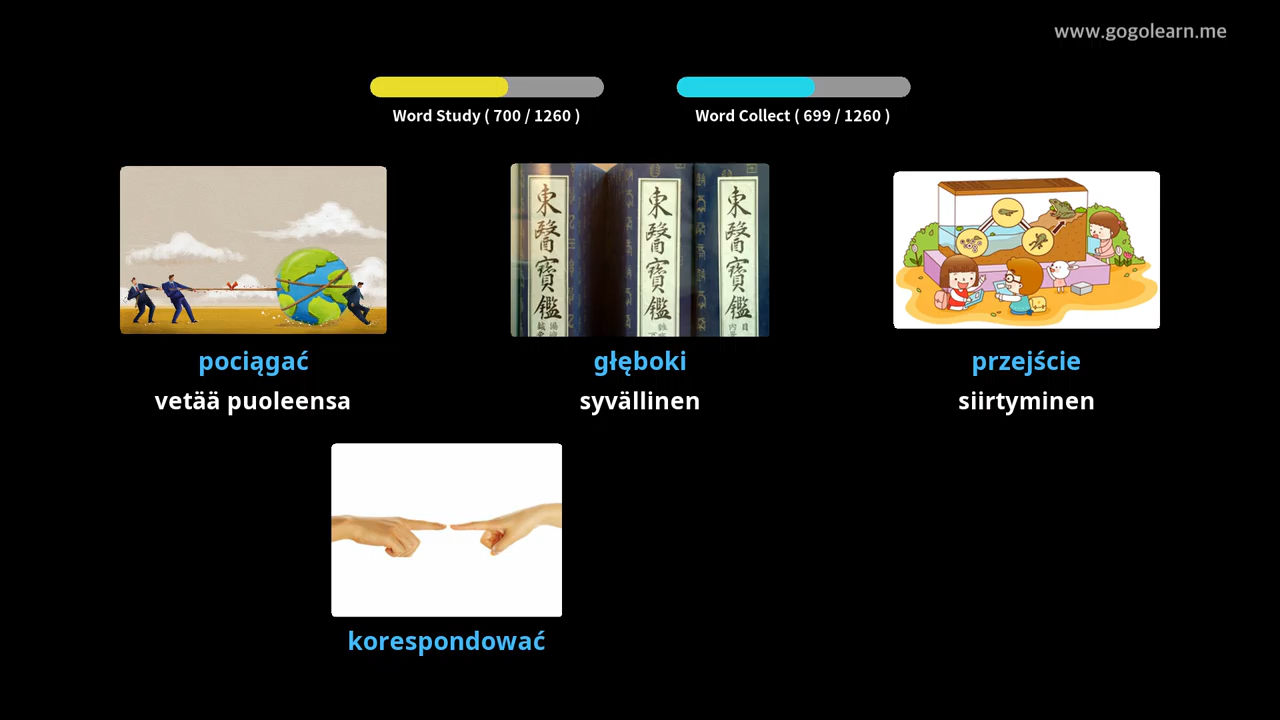 www.gogolearn.me
Word Study ( 700 / 1260 )
Word Collect ( 699 / 1260 )
東醫寶鑑
東醫寶鑑
東醫寶鑑
pociągać
głęboki
przejście
vetää puoleensa
syvällinen
siirtyminen
korespondować